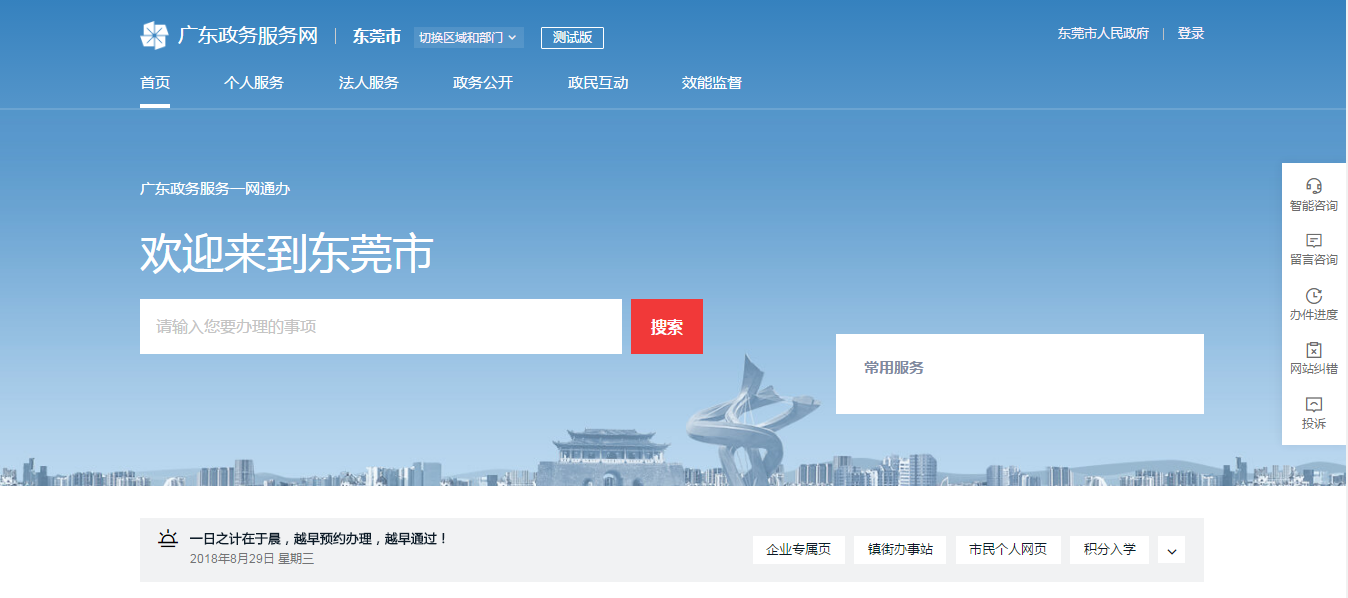 广东政务服务网 东莞市 切换区域和部门 测试版 东莞市人民政府 登录
首页 个人服务 法人服务 政务公开 政民互动 效能监督
广东政务服务一网通办
欢迎来到东莞市
请输入您要办理的事项 搜索
常用服务
智能咨询
留言咨询
办件进度
网站纠错
投诉
一日之计在于晨，越早预约办理，越早通过！
2018年8月29日 星期三
企业专属页 镇街办事站 市民个人网页 积分入学